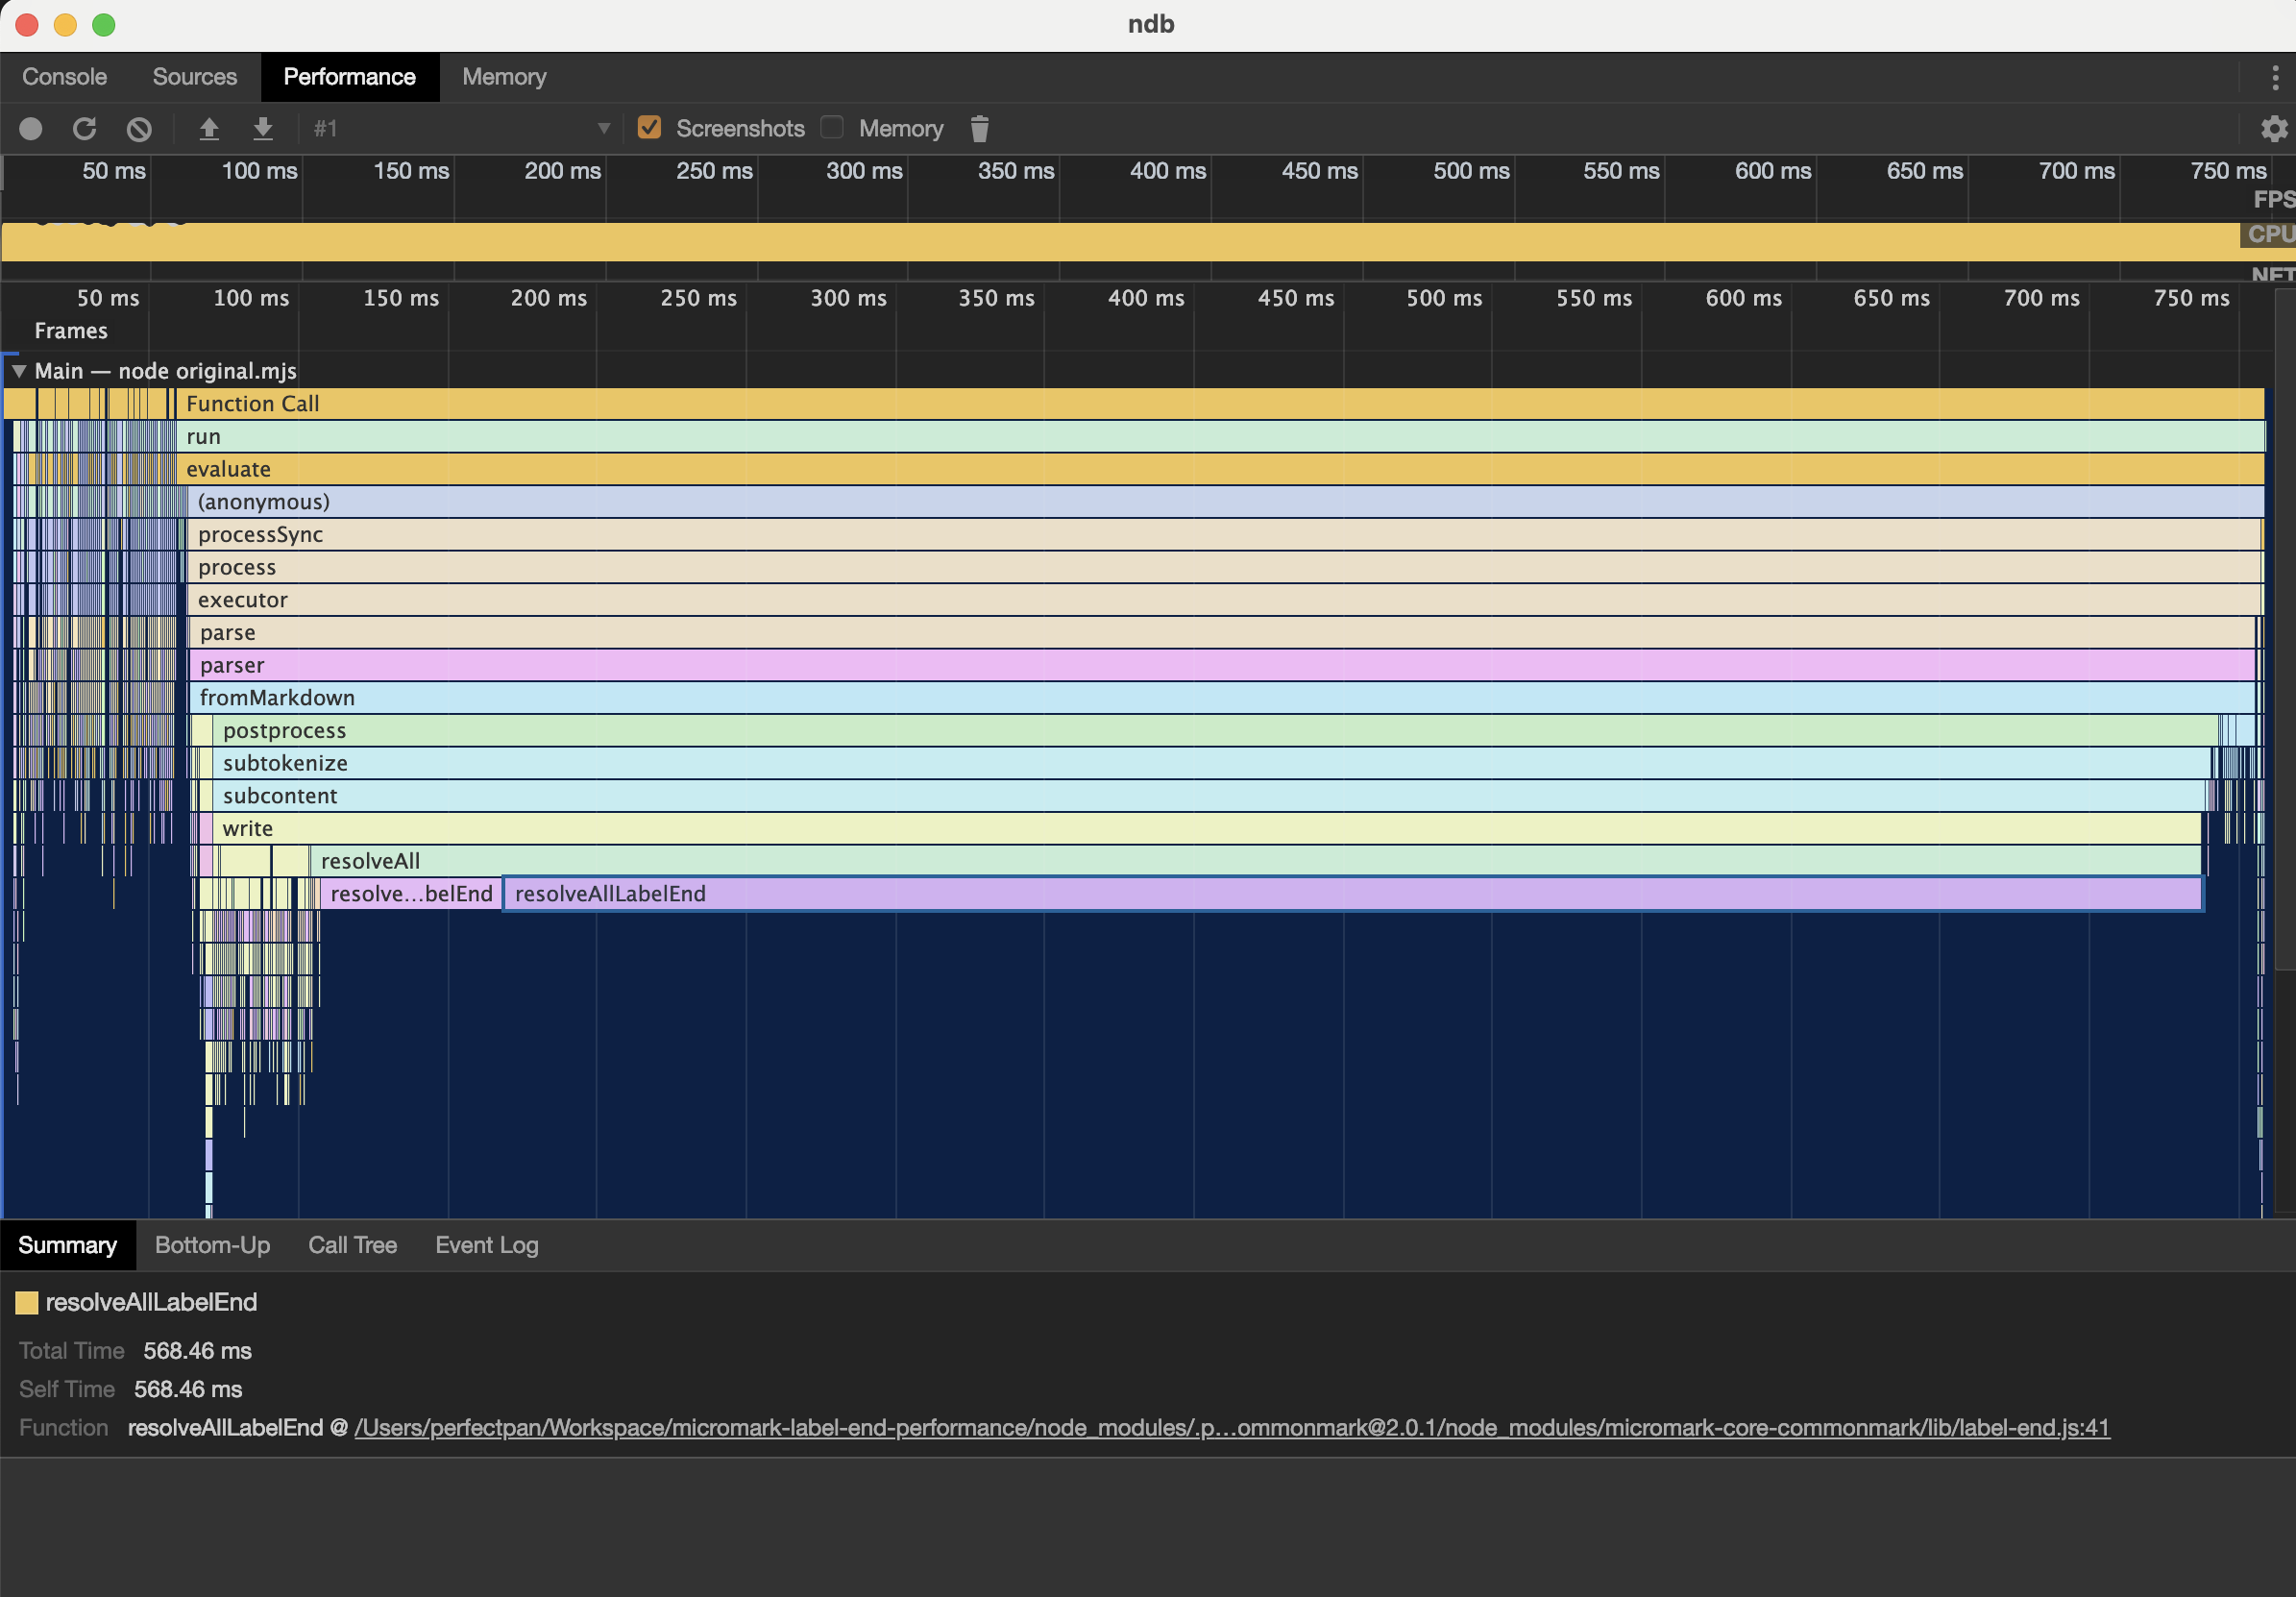 ndb
Console Sources Performance Memory
#1 Screenshots Memory
50 ms 100 ms 150 ms 200 ms 250 ms 300 ms 350 ms 400 ms 450 ms 500 ms 550 ms 600 ms 650 ms 700 ms 750 ms
FPS
CPU
NET
50 ms 100 ms 150 ms 200 ms 250 ms 300 ms 350 ms 400 ms 450 ms 500 ms 550 ms 600 ms 650 ms 700 ms 750 ms
Frames
Main — node original.mjs
Function Call
run
evaluate
(anonymous)
processSync
process
executor
parse
parser
fromMarkdown
postprocess
subtokenize
subcontent
write
resolveAll
resolve…belEnd resolveAllLabelEnd
Summary Bottom-Up Call Tree Event Log
resolveAllLabelEnd
Total Time 568.46 ms
Self Time 568.46 ms
Function resolveAllLabelEnd @ /Users/perfectpan/Workspace/micromark-label-end-performance/node_modules/.p…ommonmark@2.0.1/node_modules/micromark-core-commonmark/lib/label-end.js:41